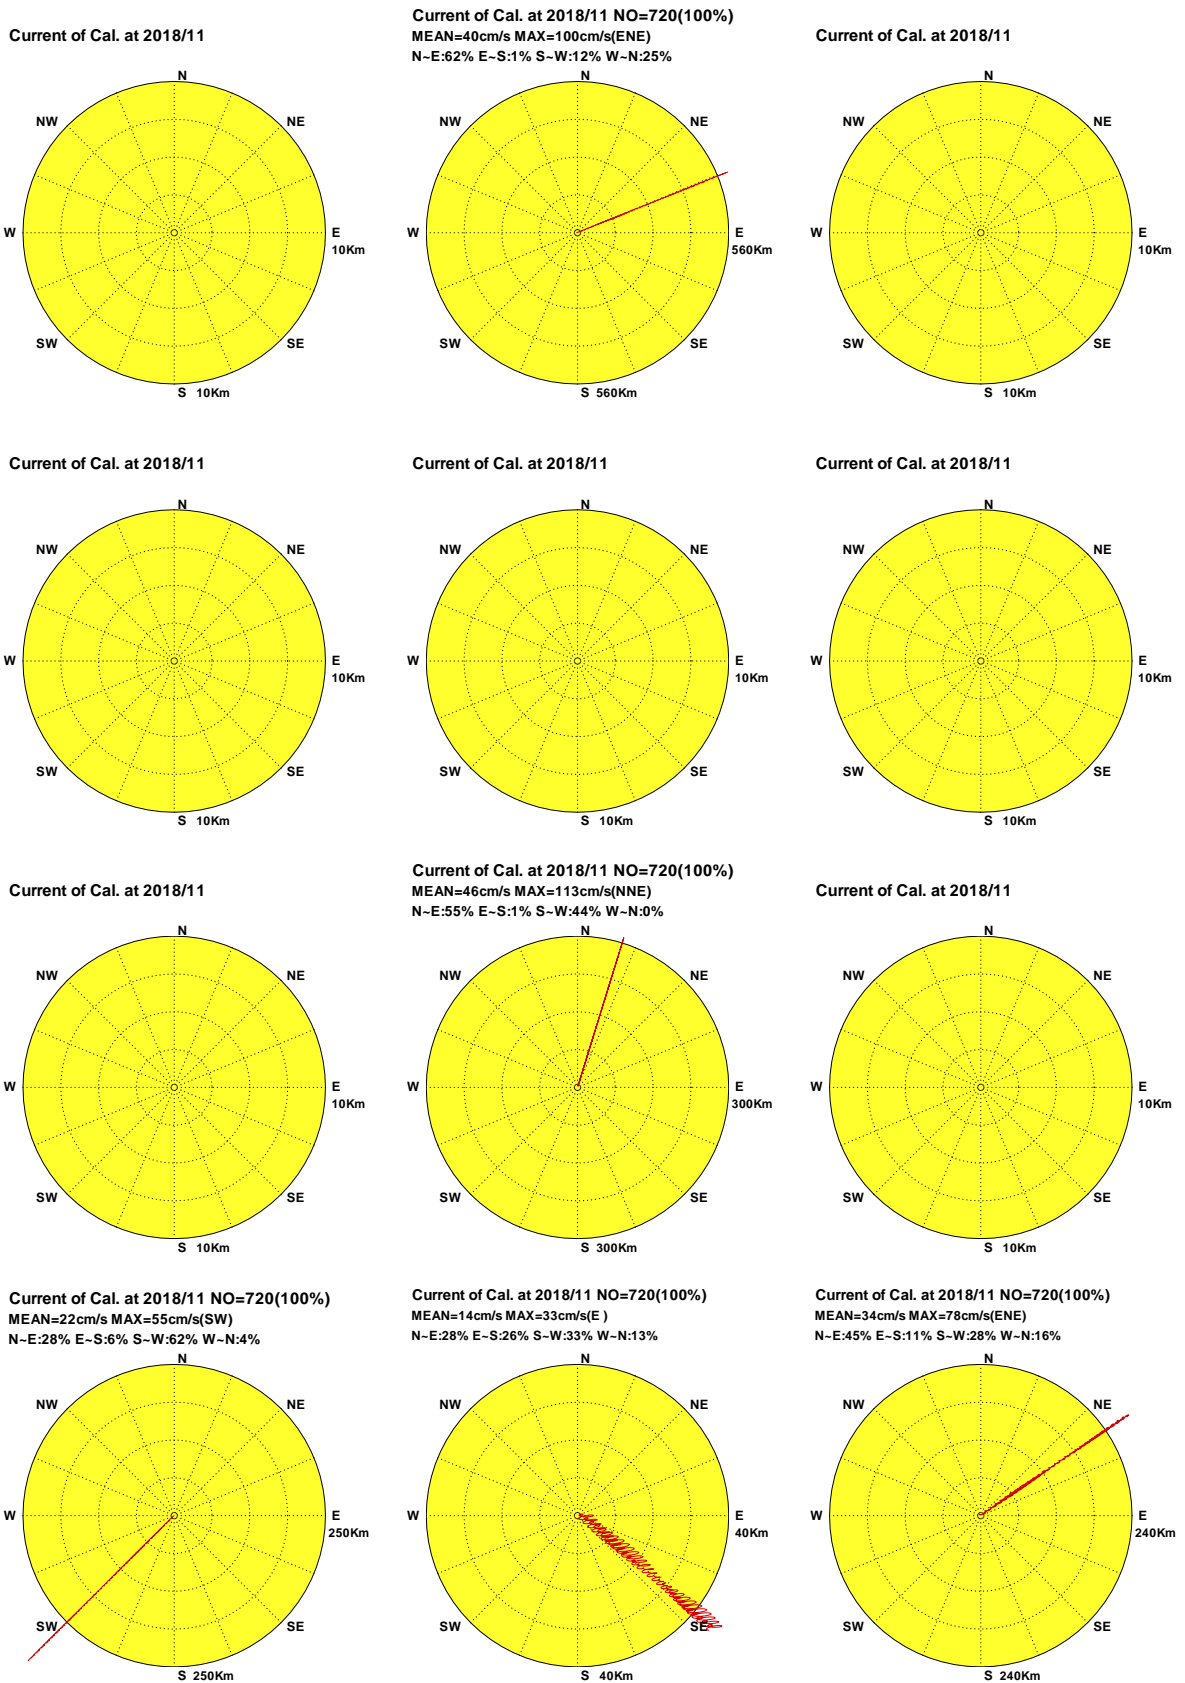 Current of Cal. at 2018/11
N
NW
NE
W
E
10Km
SW
SE
S 10Km
Current of Cal. at 2018/11 NO=720(100%)
MEAN=40cm/s MAX=100cm/s(ENE)
N~E:62% E~S:1% S~W:12% W~N:25%
N
NW
NE
W
E
560Km
SW
SE
S 560Km
Current of Cal. at 2018/11
N
NW
NE
W
E
10Km
SW
SE
S 10Km
Current of Cal. at 2018/11
N
NW
NE
W
E
10Km
SW
SE
S 10Km
Current of Cal. at 2018/11
N
NW
NE
W
E
10Km
SW
SE
S 10Km
Current of Cal. at 2018/11
N
NW
NE
W
E
10Km
SW
SE
S 10Km
Current of Cal. at 2018/11
N
NW
NE
W
E
10Km
SW
SE
S 10Km
Current of Cal. at 2018/11 NO=720(100%)
MEAN=46cm/s MAX=113cm/s(NNE)
N~E:55% E~S:1% S~W:44% W~N:0%
N
NW
NE
W
E
300Km
SW
SE
S 300Km
Current of Cal. at 2018/11
N
NW
NE
W
E
10Km
SW
SE
S 10Km
Current of Cal. at 2018/11 NO=720(100%)
MEAN=22cm/s MAX=55cm/s(SW)
N~E:28% E~S:6% S~W:62% W~N:4%
N
NW
NE
W
E
250Km
SW
SE
S 250Km
Current of Cal. at 2018/11 NO=720(100%)
MEAN=14cm/s MAX=33cm/s(E )
N~E:28% E~S:26% S~W:33% W~N:13%
N
NW
NE
W
E
40Km
SW
SE
S 40Km
Current of Cal. at 2018/11 NO=720(100%)
MEAN=34cm/s MAX=78cm/s(ENE)
N~E:45% E~S:11% S~W:28% W~N:16%
N
NW
NE
W
E
240Km
SW
SE
S 240Km